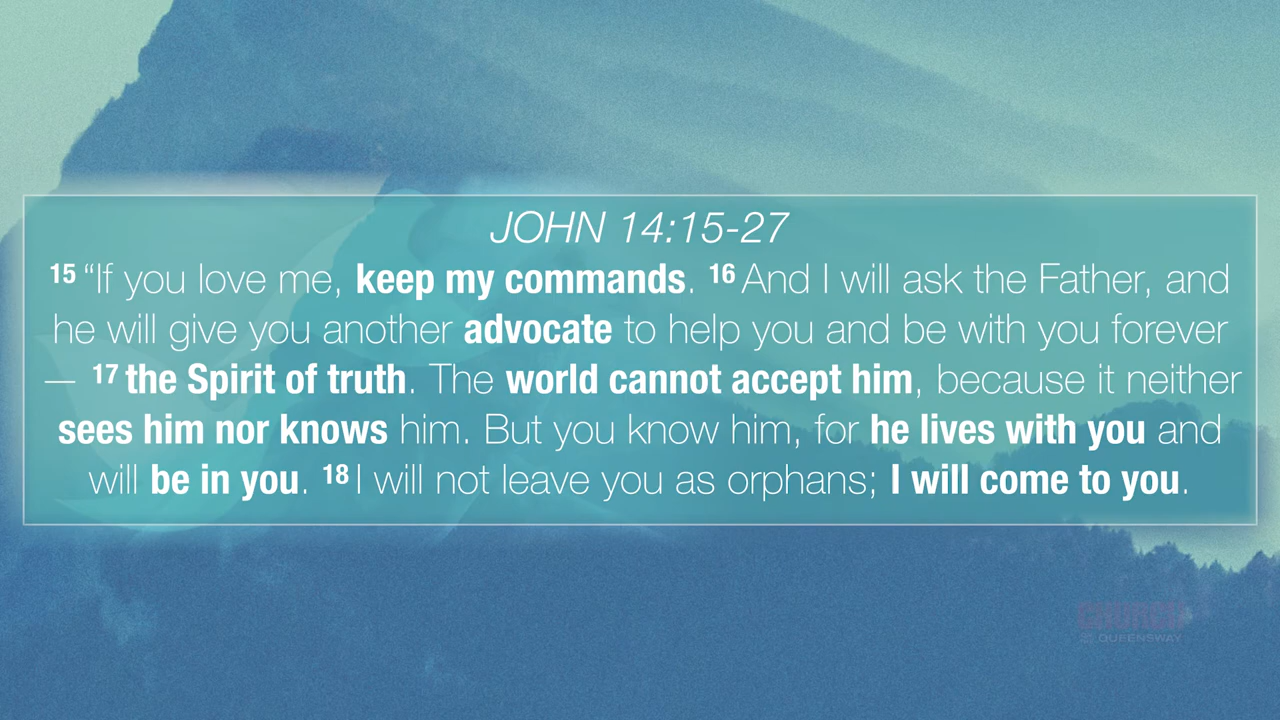 JOHN 14:15-27
15 “If you love me, keep my commands. 16 And I will ask the Father, and
he will give you another advocate to help you and be with you forever
— 17 the Spirit of truth. The world cannot accept him, because it neither
sees him nor knows him. But you know him, for he lives with you and
will be in you. 18 I will not leave you as orphans; I will come to you.
CHURCH
QUEENSWAY